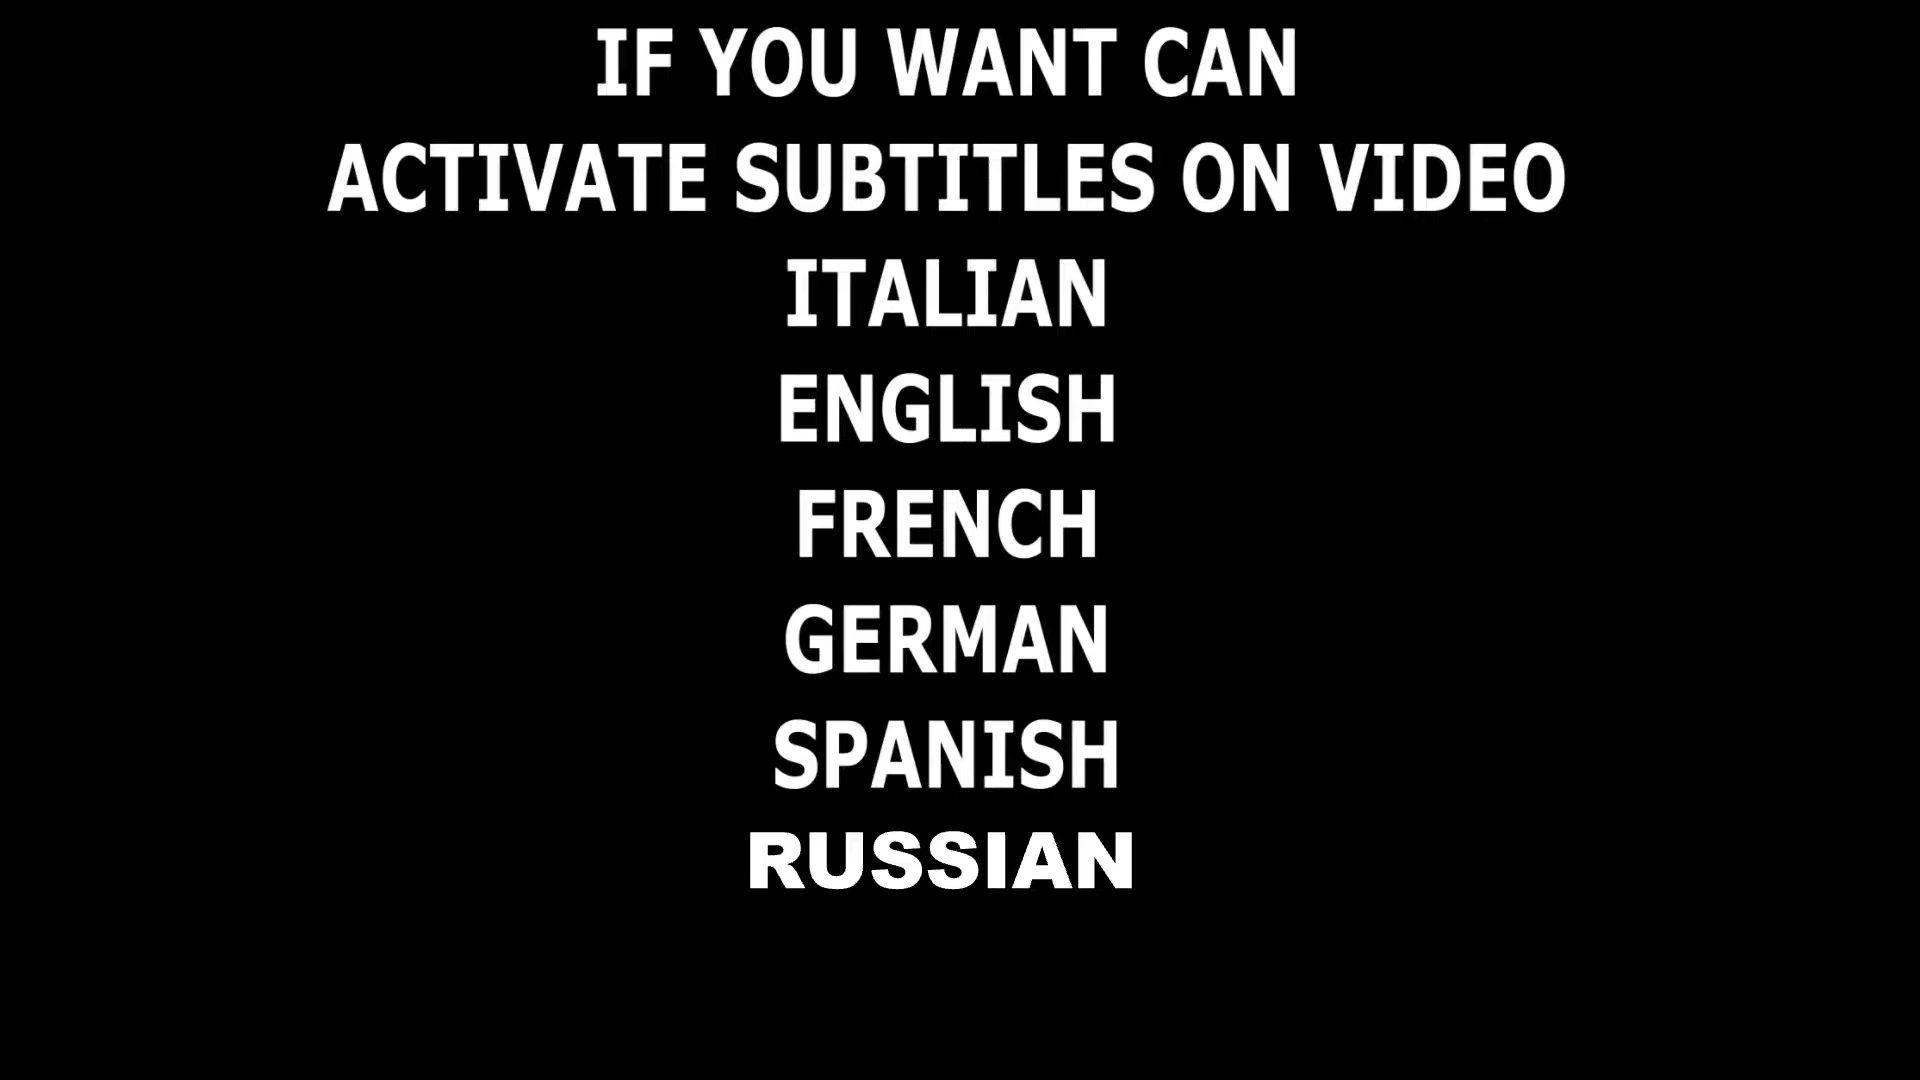 IF YOU WANT CAN
ACTIVATE SUBTITLES ON VIDEO
ITALIAN
ENGLISH
FRENCH
GERMAN
SPANISH
RUSSIAN